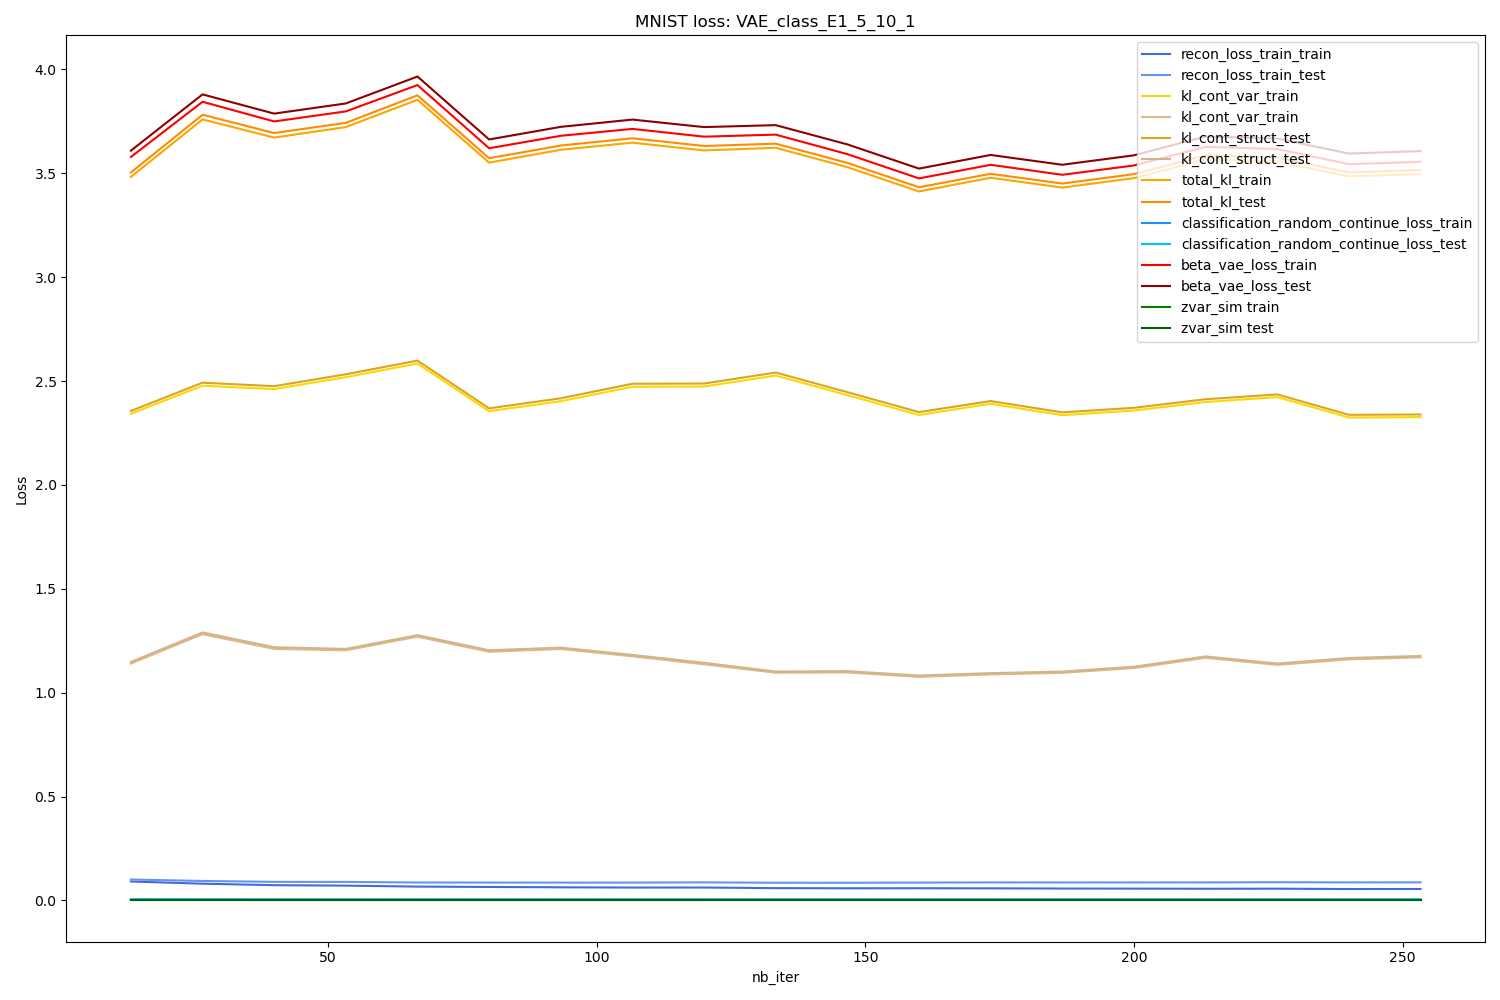 MNIST loss: VAE_class_E1_5_10_1
recon_loss_train_train
recon_loss_train_test
kl_cont_var_train
kl_cont_var_train
kl_cont_struct_test
kl_cont_struct_test
total_kl_train
total_kl_test
classification_random_continue_loss_train
classification_random_continue_loss_test
beta_vae_loss_train
beta_vae_loss_test
zvar_sim train
zvar_sim test
Loss
4.0
3.5
3.0
2.5
2.0
1.5
1.0
0.5
0.0
50 100 150 200 250
nb_iter